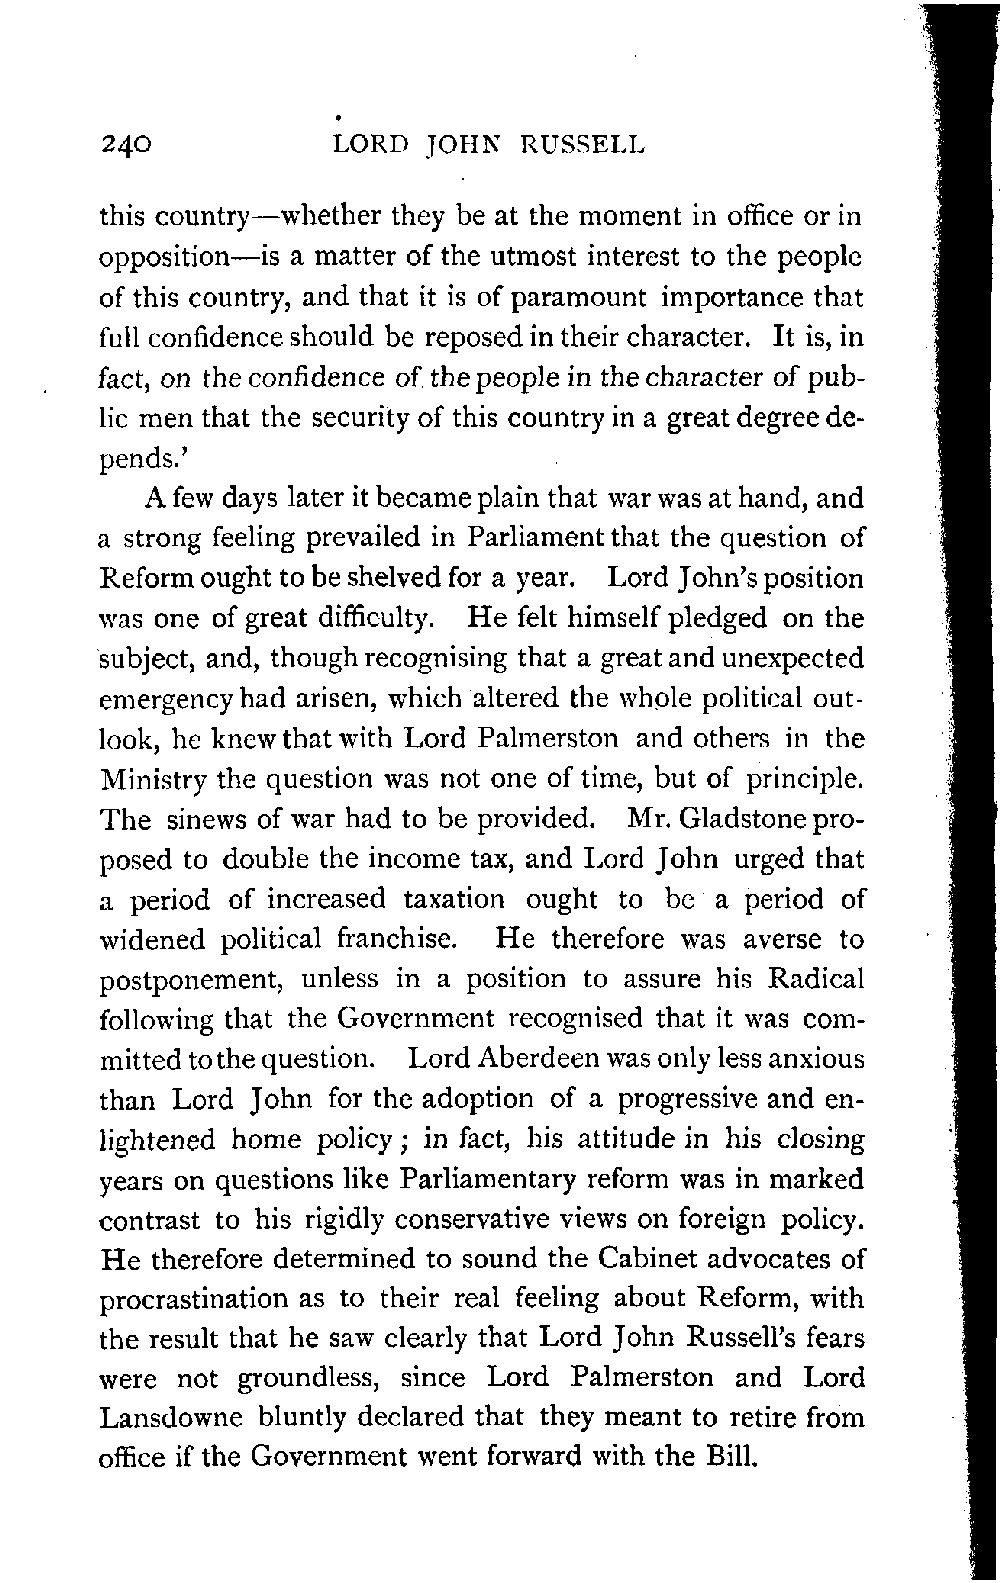 240 LORD JOHN RUSSELL
this country—whether they be at the moment in office or in
opposition—is a matter of the utmost interest to the people
of this country, and that it is of paramount importance that
full confidence should be reposed in their character. It is, in
fact, on the confidence of the people in the character of pub-
lic men that the security of this country in a great degree de-
pends.’
A few days later it became plain that war was at hand, and
a strong feeling prevailed in Parliament that the question of
Reform ought to be shelved for a year. Lord John’s position
was one of great difficulty. He felt himself pledged on the
subject, and, though recognising that a great and unexpected
emergency had arisen, which altered the whole political out-
look, he knew that with Lord Palmerston and others in the
Ministry the question was not one of time, but of principle.
The sinews of war had to be provided. Mr. Gladstone pro-
posed to double the income tax, and Lord John urged that
a period of increased taxation ought to be a period of
widened political franchise. He therefore was averse to
postponement, unless in a position to assure his Radical
following that the Government recognised that it was com-
mitted to the question. Lord Aberdeen was only less anxious
than Lord John for the adoption of a progressive and en-
lightened home policy; in fact, his attitude in his closing
years on questions like Parliamentary reform was in marked
contrast to his rigidly conservative views on foreign policy.
He therefore determined to sound the Cabinet advocates of
procrastination as to their real feeling about Reform, with
the result that he saw clearly that Lord John Russell’s fears
were not groundless, since Lord Palmerston and Lord
Lansdowne bluntly declared that they meant to retire from
office if the Government went forward with the Bill.